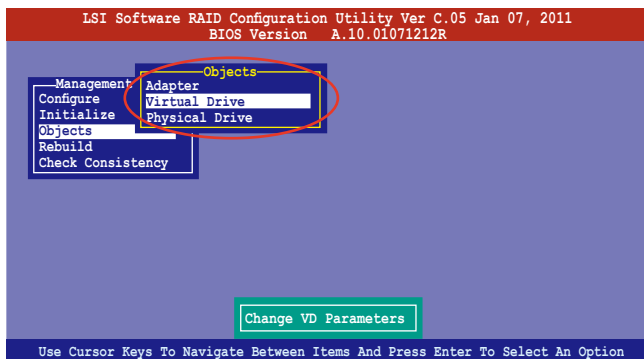 LSI Software RAID Configuration Utility Ver C.05 Jan 07, 2011
BIOS Version A.10.01071212R
Management
Configure
Initialize
Objects
Rebuild
Check Consistency
Objects
Adapter
Virtual Drive
Physical Drive
Change VD Parameters
Use Cursor Keys To Navigate Between Items And Press Enter To Select An Option